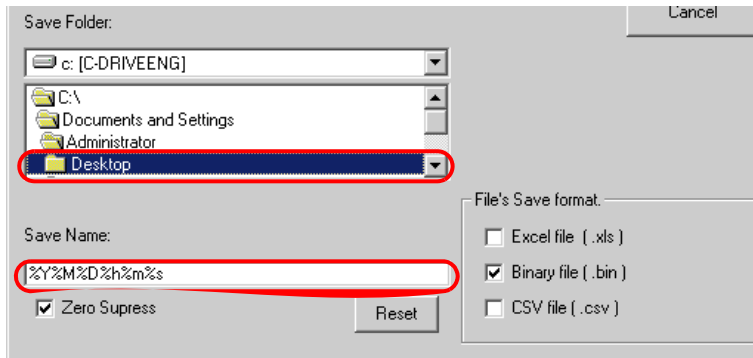 Cancel
Save Folder:
c: [C-DRIVEENG]
C:\
Documents and Settings
Administrator
Desktop
File's Save format.
Save Name:
Excel file ( .xls )
%Y%M%D%h%m%s
Binary file ( .bin )
Zero Supress
Reset
CSV file ( .csv )